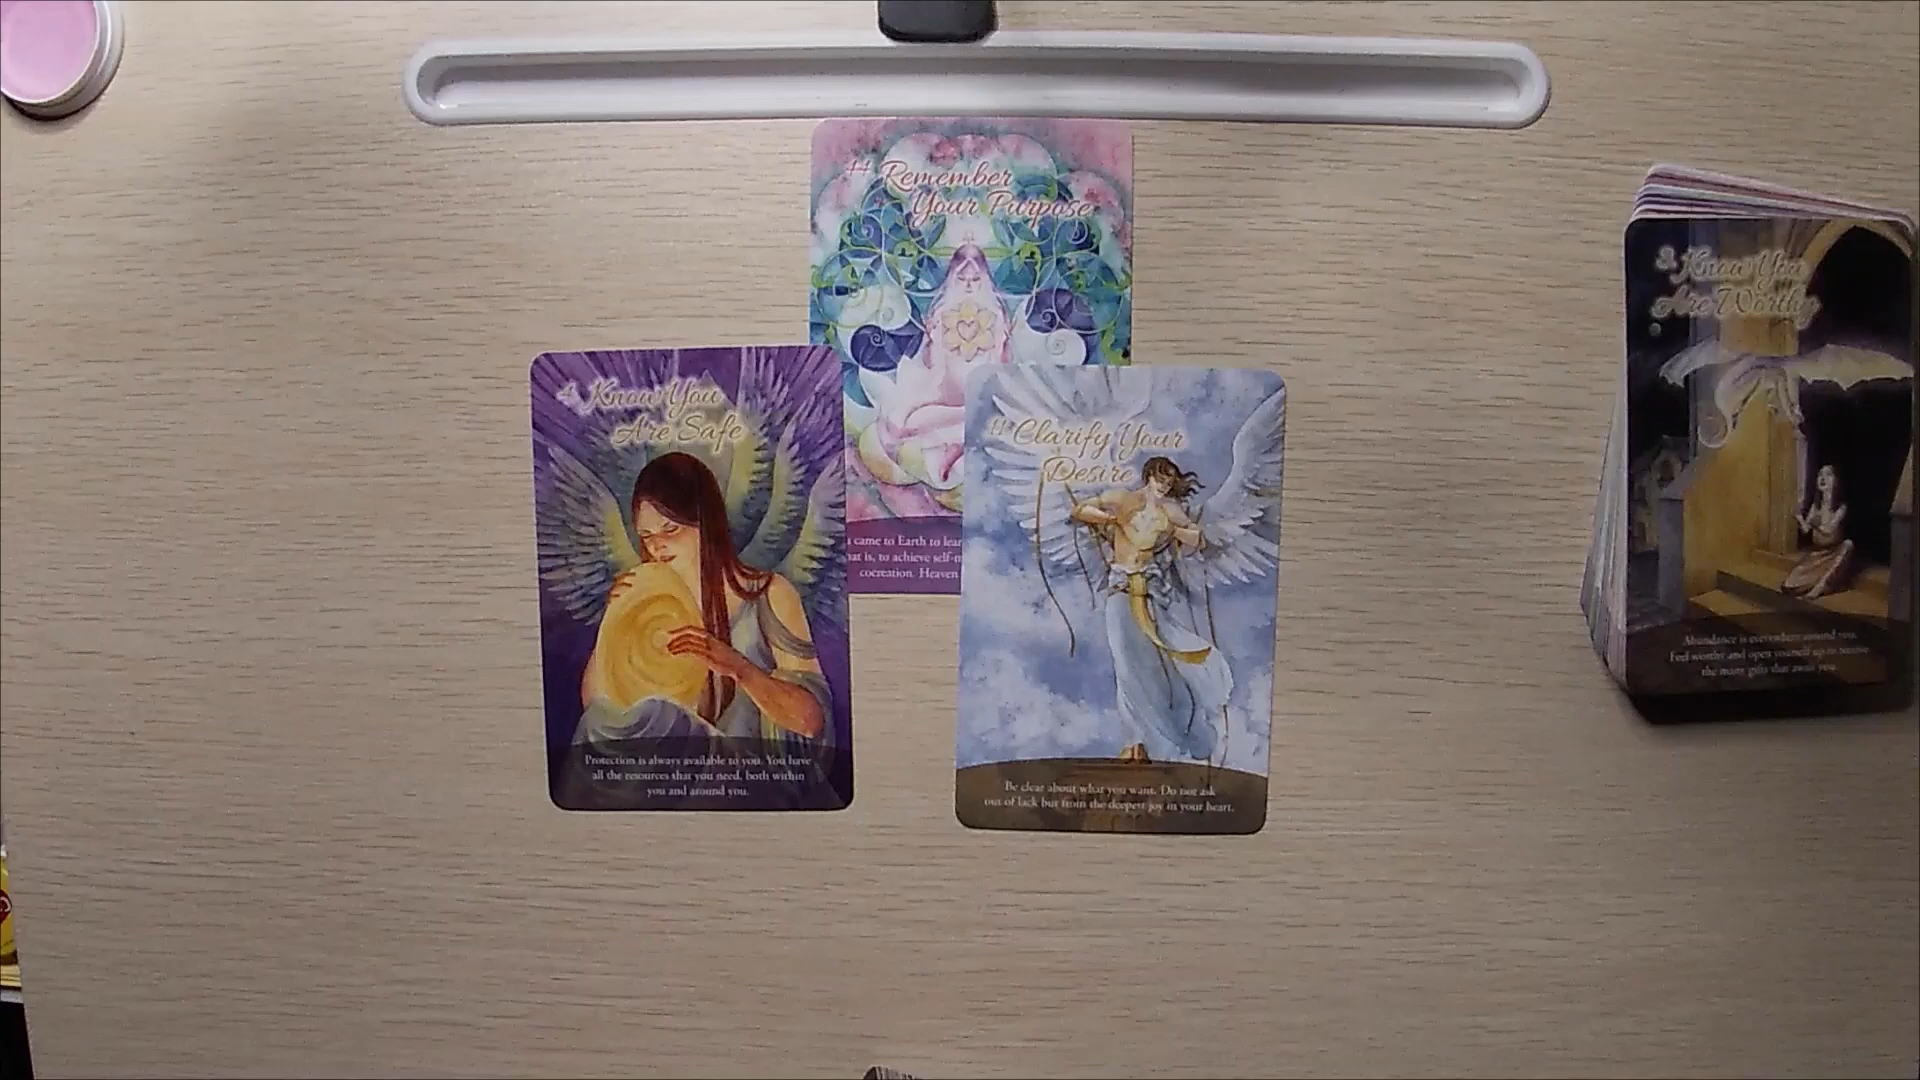 44 Remember
Your Purpose
came to Earth to lear
at is, to achieve self-m
cocreation. Heaven
4 Know You
Are Safe
Protection is always available to you. You have
all the resources that you need, both within
you and around you.
11 Clarify Your
Desire
Be clear about what you want. Do not ask
out of lack but from the deepest joy in your heart.
Know You
Are Worthy
Abundance is everywhere around you.
Feel worthy and open yourself up to receive
the many gifts that await you.